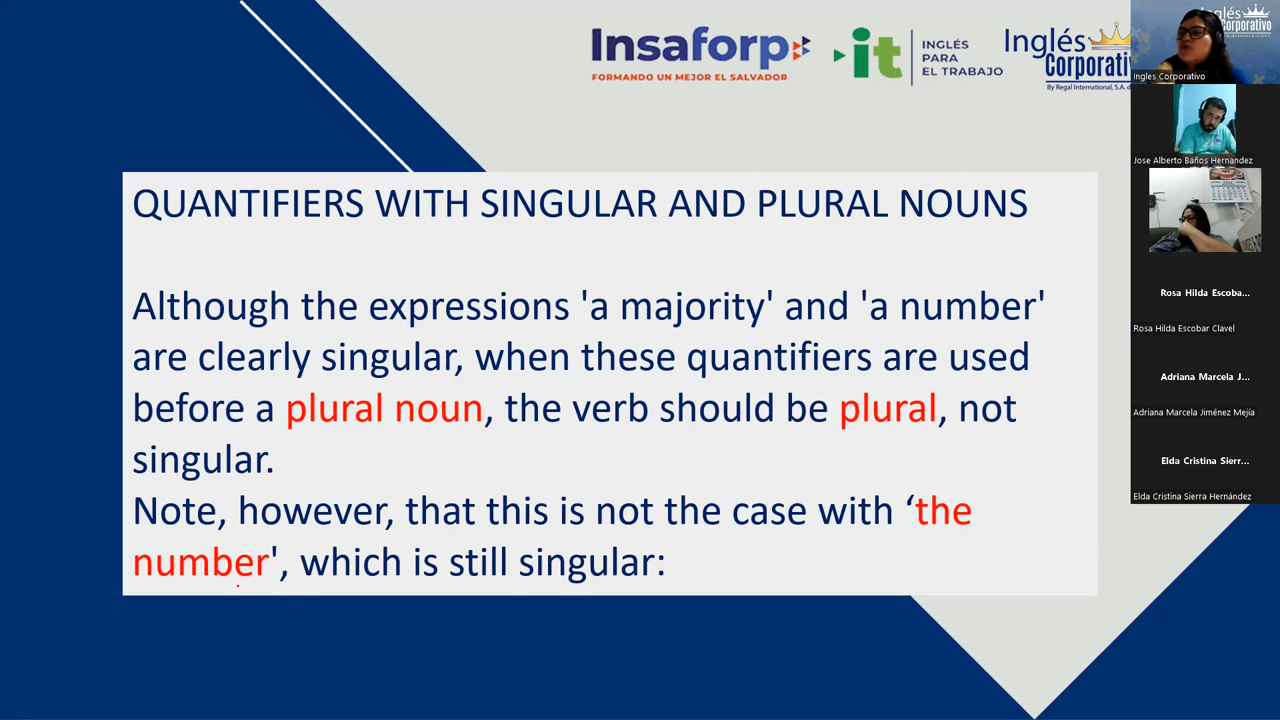 Insaforp
FORMANDO UN MEJOR EL SALVADOR
it
INGLÉS
PARA
EL TRABAJO
Inglés
Corporativ
By Regal International, S.A. d
QUANTIFIERS WITH SINGULAR AND PLURAL NOUNS
Although the expressions 'a majority' and 'a number'
are clearly singular, when these quantifiers are used
before a plural noun, the verb should be plural, not
singular.
Note, however, that this is not the case with ‘the
number', which is still singular:
Ingles Corporativo
Jose Alberto Baños Hernandez
Rosa Hilda Escoba...
Rosa Hilda Escobar Clavel
Adriana Marcela J...
Adriana Marcela Jiménez Mejía
Elda Cristina Sierr...
Elda Cristina Sierra Hernández